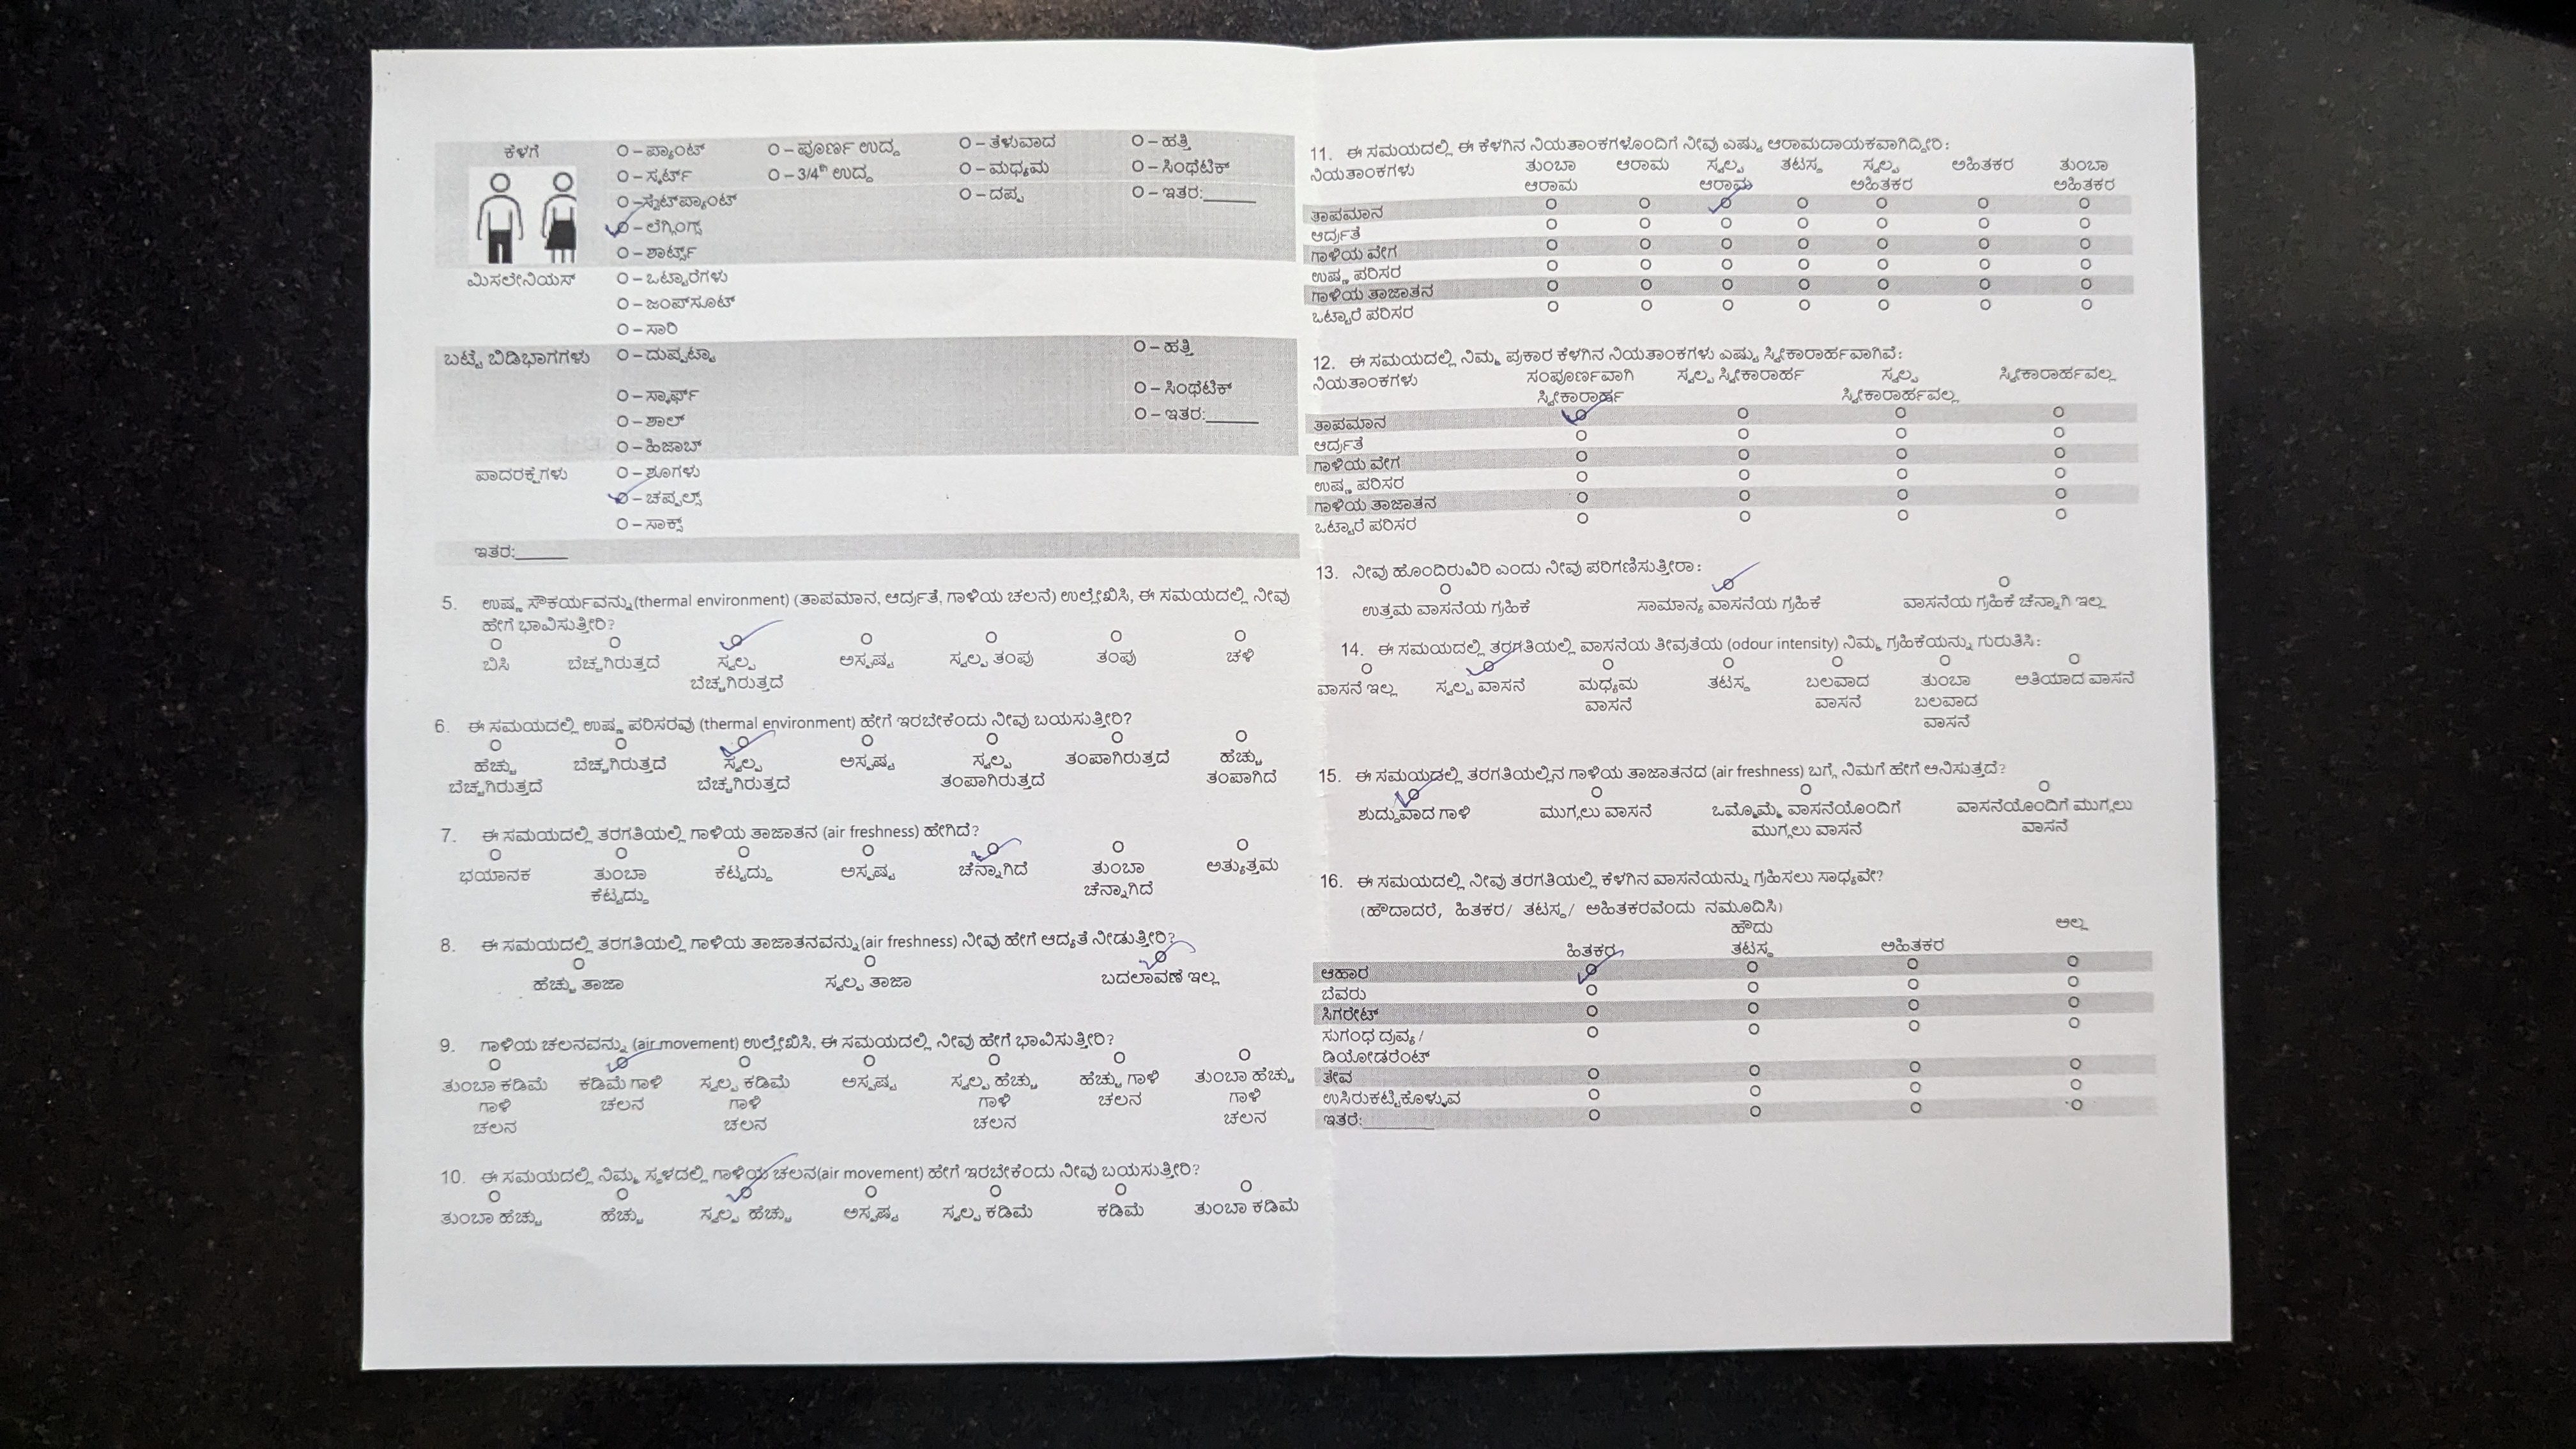 ಕೆಳಗೆ O – ಪ್ಯಾಂಟ್ O – ಪೂರ್ಣ ಉದ್ದ O – ತೆಳುವಾದ O – ಹತ್ತಿ
O – ಸ್ಕರ್ಟ್ O – 3/4th ಉದ್ದ O – ಮಧ್ಯಮ O – ಸಿಂಥೆಟಿಕ್
O – ಸ್ವೆಟ್‌ಪ್ಯಾಂಟ್ O – ದಪ್ಪ O – ಇತರ:______
O – ಲೆಗ್ಗಿಂಗ್ಸ್
O – ಶಾರ್ಟ್ಸ್
ಮಿಸಲೇನಿಯಸ್ O – ಒಟ್ಟಾರೆಗಳು
O – ಜಂಪ್‌ಸೂಟ್
O – ಸಾರಿ
ಬಟ್ಟೆ ಬಿಡಿಭಾಗಗಳು O – ದುಪ್ಪಟ್ಟಾ O – ಹತ್ತಿ
O – ಸ್ಕಾರ್ಫ್ O – ಸಿಂಥೆಟಿಕ್
O – ಶಾಲ್ O – ಇತರ:______
O – ಹಿಜಾಬ್
ಪಾದರಕ್ಷೆಗಳು O – ಶೂಗಳು
O – ಚಪ್ಪಲ್ಸ್
O – ಸಾಕ್ಸ್
ಇತರ:______
5. ಉಷ್ಣ ಸೌಕರ್ಯವನ್ನು(thermal environment) (ತಾಪಮಾನ, ಆರ್ದ್ರತೆ, ಗಾಳಿಯ ಚಲನೆ) ಉಲ್ಲೇಖಿಸಿ, ಈ ಸಮಯದಲ್ಲಿ ನೀವು
ಹೇಗೆ ಭಾವಿಸುತ್ತೀರಿ?
O O O O O O O
ಬಿಸಿ ಬೆಚ್ಚಗಿರುತ್ತದೆ ಸ್ವಲ್ಪ ಅಸ್ಪಷ್ಟ ಸ್ವಲ್ಪ ತಂಪು ತಂಪು ಚಳಿ
ಬೆಚ್ಚಗಿರುತ್ತದೆ
6. ಈ ಸಮಯದಲ್ಲಿ ಉಷ್ಣ ಪರಿಸರವು (thermal environment) ಹೇಗೆ ಇರಬೇಕೆಂದು ನೀವು ಬಯಸುತ್ತೀರಿ?
O O O O O O O
ಹೆಚ್ಚು ಬೆಚ್ಚಗಿರುತ್ತದೆ ಸ್ವಲ್ಪ ಅಸ್ಪಷ್ಟ ಸ್ವಲ್ಪ ತಂಪಾಗಿರುತ್ತದೆ ಹೆಚ್ಚು
ಬೆಚ್ಚಗಿರುತ್ತದೆ ಬೆಚ್ಚಗಿರುತ್ತದೆ ತಂಪಾಗಿರುತ್ತದೆ ತಂಪಾಗಿದೆ
7. ಈ ಸಮಯದಲ್ಲಿ ತರಗತಿಯಲ್ಲಿ ಗಾಳಿಯ ತಾಜಾತನ (air freshness) ಹೇಗಿದೆ?
O O O O O O O
ಭಯಾನಕ ತುಂಬಾ ಕೆಟ್ಟದ್ದು ಅಸ್ಪಷ್ಟ ಚೆನ್ನಾಗಿದೆ ತುಂಬಾ ಅತ್ಯುತ್ತಮ
ಕೆಟ್ಟದ್ದು ಚೆನ್ನಾಗಿದೆ
8. ಈ ಸಮಯದಲ್ಲಿ ತರಗತಿಯಲ್ಲಿ ಗಾಳಿಯ ತಾಜಾತನವನ್ನು(air freshness) ನೀವು ಹೇಗೆ ಆದ್ಯತೆ ನೀಡುತ್ತೀರಿ?
O O O
ಹೆಚ್ಚು ತಾಜಾ ಸ್ವಲ್ಪ ತಾಜಾ ಬದಲಾವಣೆ ಇಲ್ಲ
9. ಗಾಳಿಯ ಚಲನವನ್ನು (air movement) ಉಲ್ಲೇಖಿಸಿ, ಈ ಸಮಯದಲ್ಲಿ ನೀವು ಹೇಗೆ ಭಾವಿಸುತ್ತೀರಿ?
O O O O O O O
ತುಂಬಾ ಕಡಿಮೆ ಕಡಿಮೆ ಗಾಳಿ ಸ್ವಲ್ಪ ಕಡಿಮೆ ಅಸ್ಪಷ್ಟ ಸ್ವಲ್ಪ ಹೆಚ್ಚು ಹೆಚ್ಚು ಗಾಳಿ ತುಂಬಾ ಹೆಚ್ಚು
ಗಾಳಿ ಚಲನ ಗಾಳಿ ಗಾಳಿ ಚಲನ ಗಾಳಿ
ಚಲನ ಚಲನ ಚಲನ ಚಲನ
10. ಈ ಸಮಯದಲ್ಲಿ ನಿಮ್ಮ ಸ್ಥಳದಲ್ಲಿ ಗಾಳಿಯ ಚಲನ(air movement) ಹೇಗೆ ಇರಬೇಕೆಂದು ನೀವು ಬಯಸುತ್ತೀರಿ?
O O O O O O O
ತುಂಬಾ ಹೆಚ್ಚು ಹೆಚ್ಚು ಸ್ವಲ್ಪ ಹೆಚ್ಚು ಅಸ್ಪಷ್ಟ ಸ್ವಲ್ಪ ಕಡಿಮೆ ಕಡಿಮೆ ತುಂಬಾ ಕಡಿಮೆ
11. ಈ ಸಮಯದಲ್ಲಿ ಈ ಕೆಳಗಿನ ನಿಯತಾಂಕಗಳೊಂದಿಗೆ ನೀವು ಎಷ್ಟು ಆರಾಮದಾಯಕವಾಗಿದ್ದೀರಿ:
ನಿಯತಾಂಕಗಳು ತುಂಬಾ ಆರಾಮ ಸ್ವಲ್ಪ ತಟಸ್ಥ ಸ್ವಲ್ಪ ಅಹಿತಕರ ತುಂಬಾ
ಆರಾಮ ಆರಾಮ ಅಹಿತಕರ ಅಹಿತಕರ
ತಾಪಮಾನ O O O O O O O
ಆರ್ದ್ರತೆ O O O O O O O
ಗಾಳಿಯ ವೇಗ O O O O O O O
ಉಷ್ಣ ಪರಿಸರ O O O O O O O
ಗಾಳಿಯ ತಾಜಾತನ O O O O O O O
ಒಟ್ಟಾರೆ ಪರಿಸರ O O O O O O O
12. ಈ ಸಮಯದಲ್ಲಿ ನಿಮ್ಮ ಪ್ರಕಾರ ಕೆಳಗಿನ ನಿಯತಾಂಕಗಳು ಎಷ್ಟು ಸ್ವೀಕಾರಾರ್ಹವಾಗಿವೆ:
ನಿಯತಾಂಕಗಳು ಸಂಪೂರ್ಣವಾಗಿ ಸ್ವಲ್ಪ ಸ್ವೀಕಾರಾರ್ಹ ಸ್ವಲ್ಪ ಸ್ವೀಕಾರಾರ್ಹವಲ್ಲ
ಸ್ವೀಕಾರಾರ್ಹ ಸ್ವೀಕಾರಾರ್ಹವಲ್ಲ
ತಾಪಮಾನ O O O O
ಆರ್ದ್ರತೆ O O O O
ಗಾಳಿಯ ವೇಗ O O O O
ಉಷ್ಣ ಪರಿಸರ O O O O
ಗಾಳಿಯ ತಾಜಾತನ O O O O
ಒಟ್ಟಾರೆ ಪರಿಸರ O O O O
13. ನೀವು ಹೊಂದಿರುವಿರಿ ಎಂದು ನೀವು ಪರಿಗಣಿಸುತ್ತೀರಾ:
O O O
ಉತ್ತಮ ವಾಸನೆಯ ಗ್ರಹಿಕೆ ಸಾಮಾನ್ಯ ವಾಸನೆಯ ಗ್ರಹಿಕೆ ವಾಸನೆಯ ಗ್ರಹಿಕೆ ಚೆನ್ನಾಗಿ ಇಲ್ಲ
14. ಈ ಸಮಯದಲ್ಲಿ ತರಗತಿಯಲ್ಲಿ ವಾಸನೆಯ ತೀವ್ರತೆಯ (odour intensity) ನಿಮ್ಮ ಗ್ರಹಿಕೆಯನ್ನು ಗುರುತಿಸಿ:
O O O O O O O
ವಾಸನೆ ಇಲ್ಲ ಸ್ವಲ್ಪ ವಾಸನೆ ಮಧ್ಯಮ ತಟಸ್ಥ ಬಲವಾದ ತುಂಬಾ ಅತಿಯಾದ ವಾಸನೆ
ವಾಸನೆ ವಾಸನೆ ಬಲವಾದ
ವಾಸನೆ
15. ಈ ಸಮಯದಲ್ಲಿ ತರಗತಿಯಲ್ಲಿನ ಗಾಳಿಯ ತಾಜಾತನದ (air freshness) ಬಗ್ಗೆ ನಿಮಗೆ ಹೇಗೆ ಅನಿಸುತ್ತದೆ?
O O O O
ಶುದ್ಧುವಾದ ಗಾಳಿ ಮುಗ್ಗಲು ವಾಸನೆ ಒಮ್ಮೊಮ್ಮೆ ವಾಸನೆಯೊಂದಿಗೆ ವಾಸನೆಯೊಂದಿಗೆ ಮುಗ್ಗಲು
ಮುಗ್ಗಲು ವಾಸನೆ ವಾಸನೆ
16. ಈ ಸಮಯದಲ್ಲಿ ನೀವು ತರಗತಿಯಲ್ಲಿ ಕೆಳಗಿನ ವಾಸನೆಯನ್ನು ಗ್ರಹಿಸಲು ಸಾಧ್ಯವೇ?
(ಹೌದಾದರೆ, ಹಿತಕರ/ ತಟಸ್ಥ/ ಅಹಿತಕರವೆಂದು ನಮೂದಿಸಿ)
ಹೌದು ಅಲ್ಲ
ಹಿತಕರ ತಟಸ್ಥ ಅಹಿತಕರ
ಆಹಾರ O O O O
ಬೆವರು O O O O
ಸಿಗರೇಟ್ O O O O
ಸುಗಂಧ ದ್ರವ್ಯ / O O O O
ಡಿಯೋಡರೆಂಟ್
ತೇವ O O O O
ಉಸಿರುಕಟ್ಟಿಕೊಳ್ಳುವ O O O O
ಇತರೆ:________ O O O O